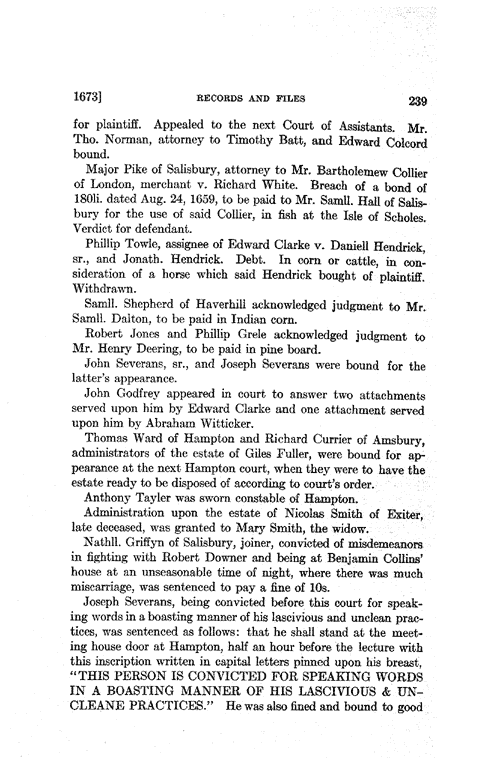 1673] RECORDS AND FILES 239
for plaintiff. Appealed to the next Court of Assistants. Mr.
Tho. Norman, attorney to Timothy Batt, and Edward Colcord
bound.
Major Pike of Salisbury, attorney to Mr. Bartholemew Collier
of London, merchant v. Richard White. Breach of a bond of
180li. dated Aug. 24, 1659, to be paid to Mr. Samll. Hall of Salis-
bury for the use of said Collier, in fish at the Isle of Scholes.
Verdict for defendant.
Phillip Towle, assignee of Edward Clarke v. Daniell Hendrick,
sr., and Jonath. Hendrick. Debt. In corn or cattle, in con-
sideration of a horse which said Hendrick bought of plaintiff.
Withdrawn.
Samll. Shepherd of Haverhill acknowledged judgment to Mr.
Samll. Dalton, to be paid in Indian corn.
Robert Jones and Phillip Grele acknowledged judgment to
Mr. Henry Deering, to be paid in pine board.
John Severans, sr., and Joseph Severans were bound for the
latter's appearance.
John Godfrey appeared in court to answer two attachments
served upon him by Edward Clarke and one attachment served
upon him by Abraham Witticker.
Thomas Ward of Hampton and Richard Currier of Amsbury,
administrators of the estate of Giles Fuller, were bound for ap-
pearance at the next Hampton court, when they were to have the
estate ready to be disposed of according to court's order.
Anthony Tayler was sworn constable of Hampton.
Administration upon the estate of Nicolas Smith of Exiter,
late deceased, was granted to Mary Smith, the widow.
Nathll. Griffyn of Salisbury, joiner, convicted of misdemeanors
in fighting with Robert Downer and being at Benjamin Collins'
house at an unseasonable time of night, where there was much
miscarriage, was sentenced to pay a fine of 10s.
Joseph Severans, being convicted before this court for speak-
ing words in a boasting manner of his lascivious and unclean prac-
tices, was sentenced as follows: that he shall stand at the meet-
ing house door at Hampton, half an hour before the lecture with
this inscription written in capital letters pinned upon his breast,
"THIS PERSON IS CONVICTED FOR SPEAKING WORDS
IN A BOASTING MANNER OF HIS LASCIVIOUS & UN-
CLEANE PRACTICES." He was also fined and bound to good